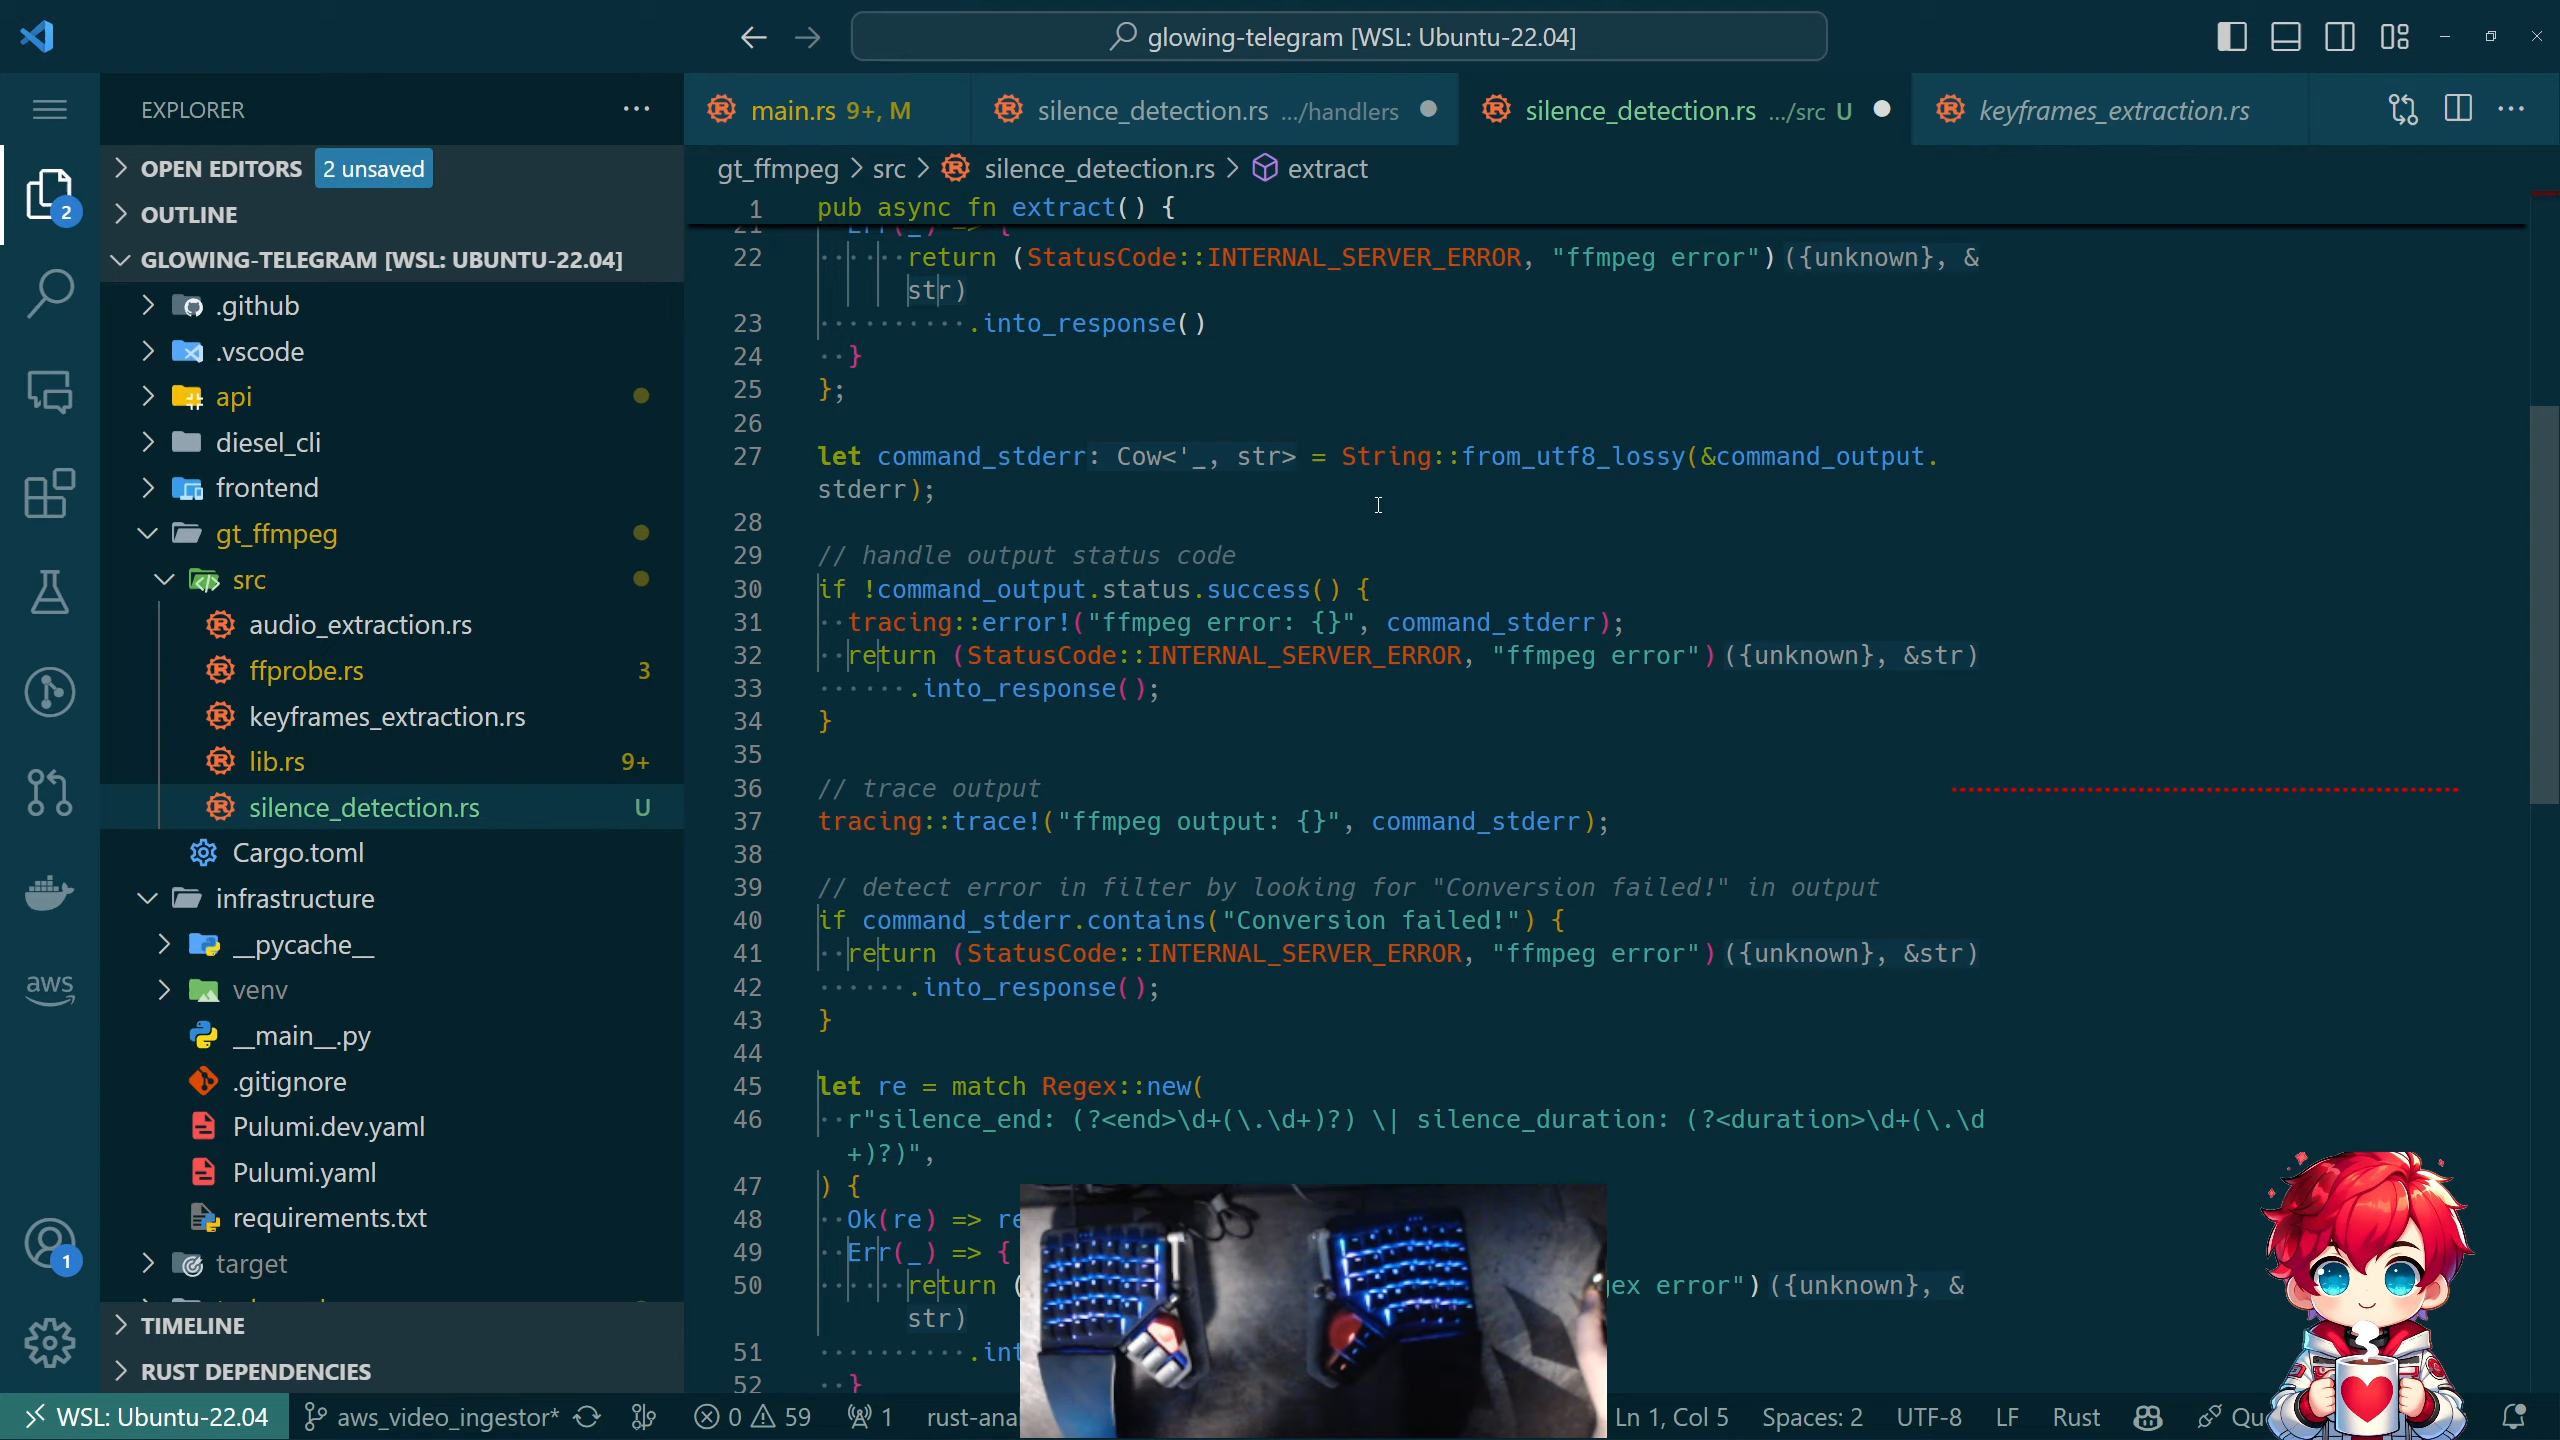 glowing-telegram [WSL: Ubuntu-22.04]
EXPLORER
main.rs 9+, M
silence_detection.rs .../handlers
silence_detection.rs .../src U
keyframes_extraction.rs
OPEN EDITORS 2 unsaved
OUTLINE
GLOWING-TELEGRAM [WSL: UBUNTU-22.04]
.github
.vscode
api
diesel_cli
frontend
gt_ffmpeg
src
audio_extraction.rs
ffprobe.rs 3
keyframes_extraction.rs
lib.rs 9+
silence_detection.rs U
Cargo.toml
infrastructure
__pycache__
venv
__main__.py
.gitignore
Pulumi.dev.yaml
Pulumi.yaml
requirements.txt
target
TIMELINE
RUST DEPENDENCIES
2
aws
1
gt_ffmpeg > src > silence_detection.rs > extract
1 pub async fn extract() {
21 Err(_) => {
22 return (StatusCode::INTERNAL_SERVER_ERROR, "ffmpeg error")({unknown}, &
str)
23 .into_response()
24 }
25 };
26
27 let command_stderr: Cow<'_, str> = String::from_utf8_lossy(&command_output.
stderr);
28
29 // handle output status code
30 if !command_output.status.success() {
31 tracing::error!("ffmpeg error: {}", command_stderr);
32 return (StatusCode::INTERNAL_SERVER_ERROR, "ffmpeg error")({unknown}, &str)
33 .into_response();
34 }
35
36 // trace output
37 tracing::trace!("ffmpeg output: {}", command_stderr);
38
39 // detect error in filter by looking for "Conversion failed!" in output
40 if command_stderr.contains("Conversion failed!") {
41 return (StatusCode::INTERNAL_SERVER_ERROR, "ffmpeg error")({unknown}, &str)
42 .into_response();
43 }
44
45 let re = match Regex::new(
46 r"silence_end: (?<end>\d+(\.\d+)?) \| silence_duration: (?<duration>\d+(\.\d
+)?)",
47 ) {
48 Ok(re) => re
49 Err(_) => {
50 return ( gex error")({unknown}, &
str)
51 .int
52 }
WSL: Ubuntu-22.04 aws_video_ingestor* 0 59 1 rust-ana Ln 1, Col 5 Spaces: 2 UTF-8 LF Rust Qu